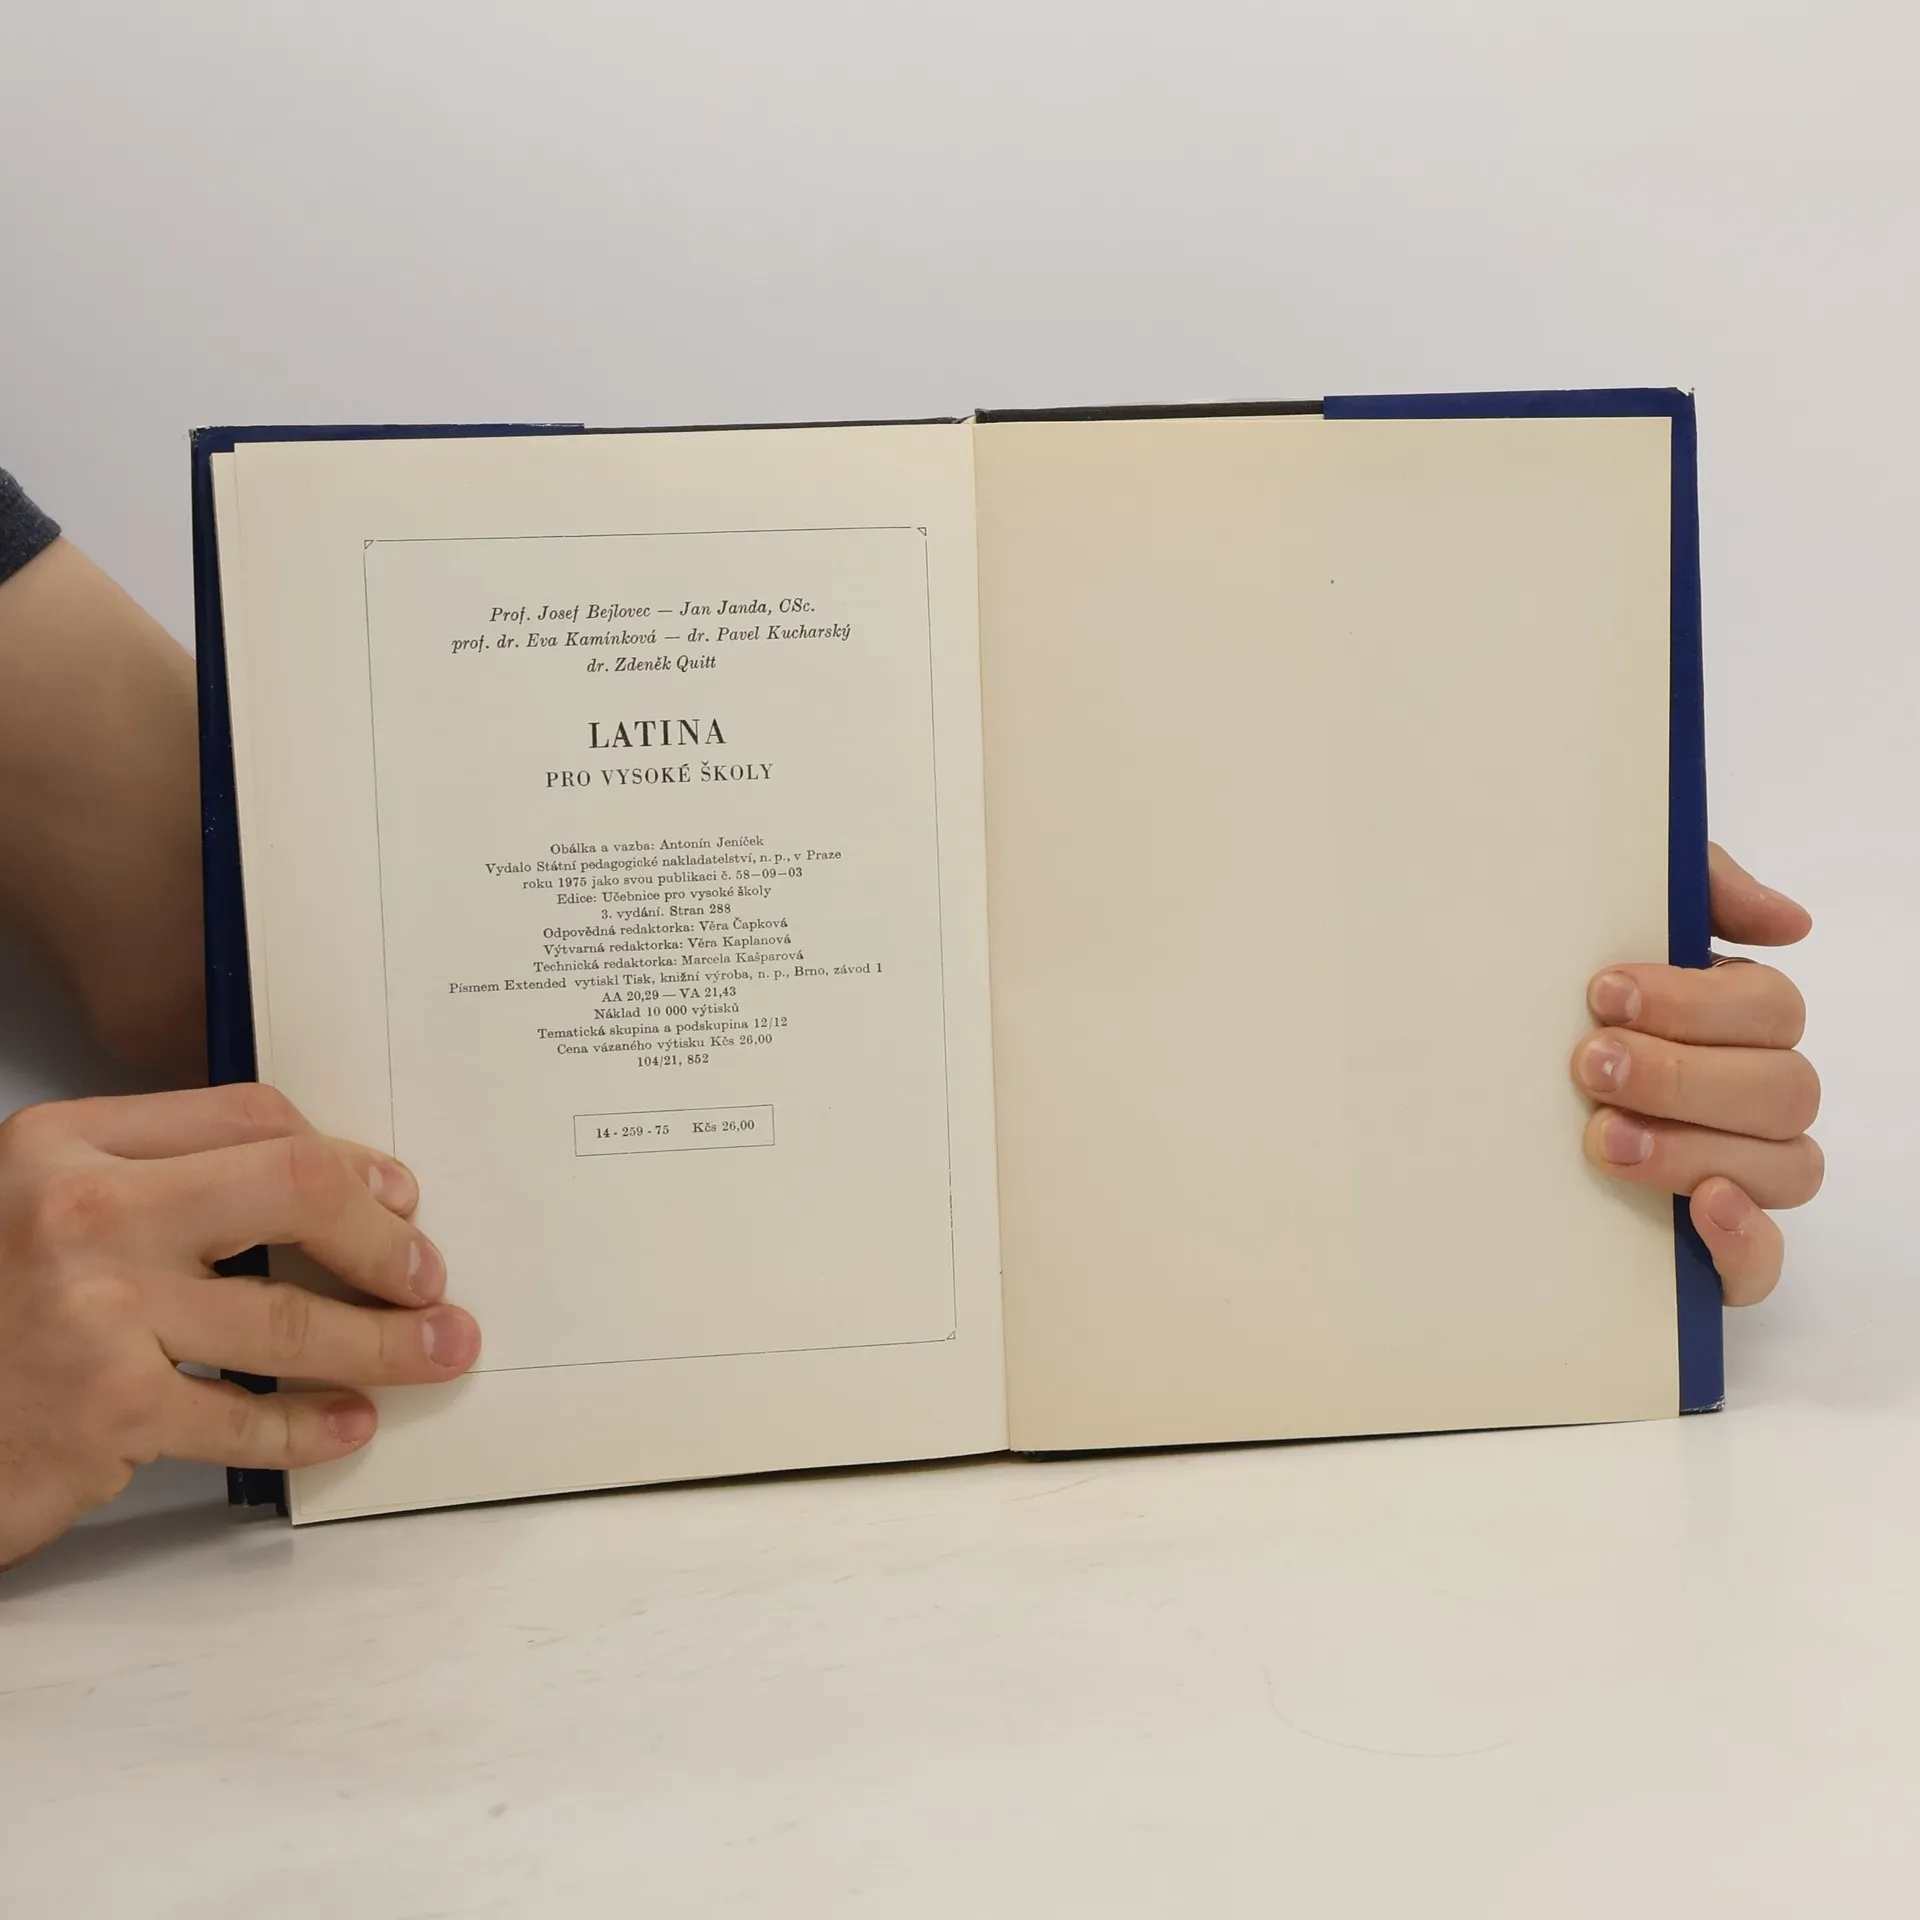 Prof. Josef Bejlovec — Jan Janda, CSc.
prof. dr. Eva Kamínková — dr. Pavel Kucharský
dr. Zdeněk Quitt
LATINA
PRO VYSOKÉ ŠKOLY
Obálka a vazba: Antonín Jeníček
Vydalo Státní pedagogické nakladatelství, n. p., v Praze
roku 1975 jako svou publikaci č. 58—09—03
Edice: Učebnice pro vysoké školy
3. vydání. Stran 288
Odpovědná redaktorka: Věra Čapková
Výtvarná redaktorka: Věra Kaplanová
Technická redaktorka: Marcela Kašparová
Písmem Extended vytiskl Tisk, knižní výroba, n. p., Brno, závod 1
AA 20,29 — VA 21,43
Náklad 10 000 výtisků
Tematická skupina a podskupina 12/12
Cena vázaného výtisku Kčs 26,00
104/21, 852
14 - 259 - 75 Kčs 26,00